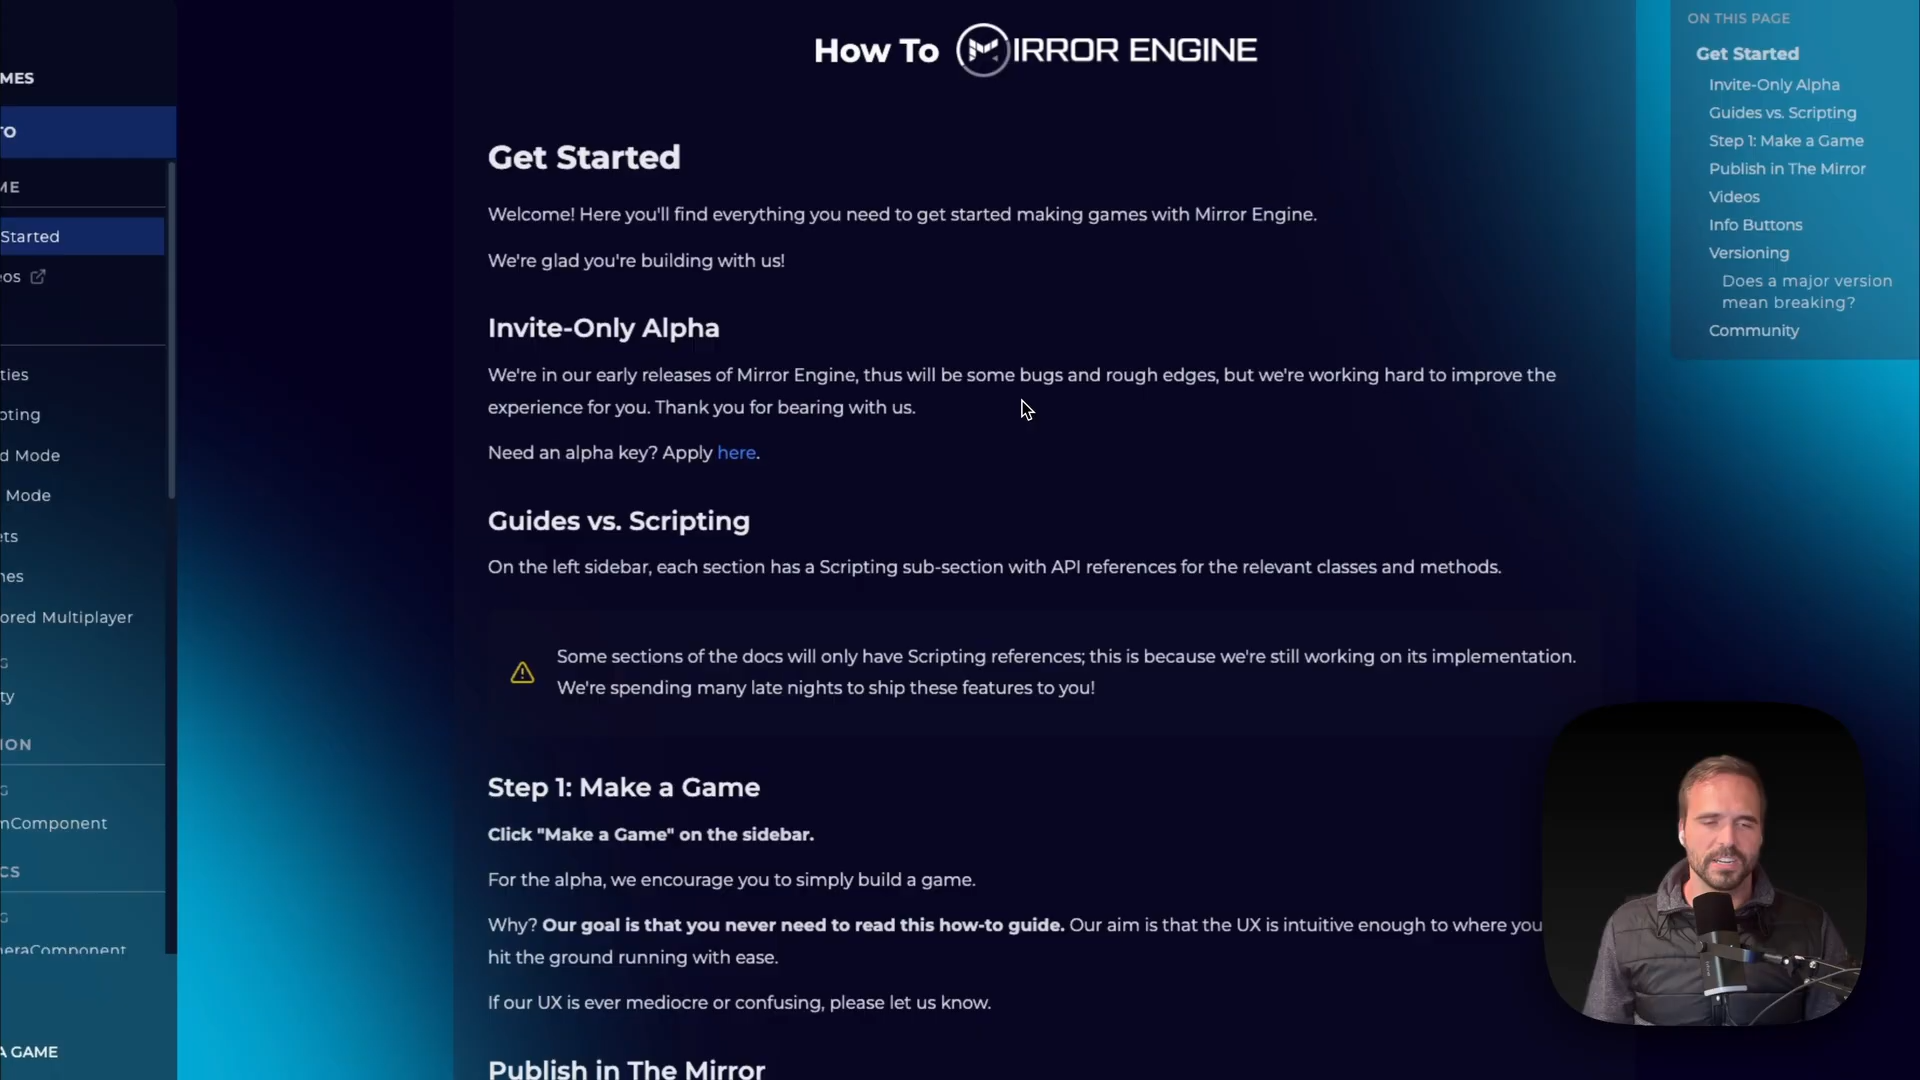 MES
TO
ME
Started
eos
ties
pting
d Mode
Mode
ets
nes
ored Multiplayer
G
ty
ION
G
mComponent
CS
G
neraComponent
A GAME
How To MIRROR ENGINE
Get Started
Welcome! Here you'll find everything you need to get started making games with Mirror Engine.
We're glad you're building with us!
Invite-Only Alpha
We're in our early releases of Mirror Engine, thus will be some bugs and rough edges, but we're working hard to improve the
experience for you. Thank you for bearing with us.
Need an alpha key? Apply here.
Guides vs. Scripting
On the left sidebar, each section has a Scripting sub-section with API references for the relevant classes and methods.
Some sections of the docs will only have Scripting references; this is because we're still working on its implementation.
We're spending many late nights to ship these features to you!
Step 1: Make a Game
Click "Make a Game" on the sidebar.
For the alpha, we encourage you to simply build a game.
Why? Our goal is that you never need to read this how-to guide. Our aim is that the UX is intuitive enough to where you
hit the ground running with ease.
If our UX is ever mediocre or confusing, please let us know.
Publish in The Mirror
ON THIS PAGE
Get Started
Invite-Only Alpha
Guides vs. Scripting
Step 1: Make a Game
Publish in The Mirror
Videos
Info Buttons
Versioning
Does a major version
mean breaking?
Community